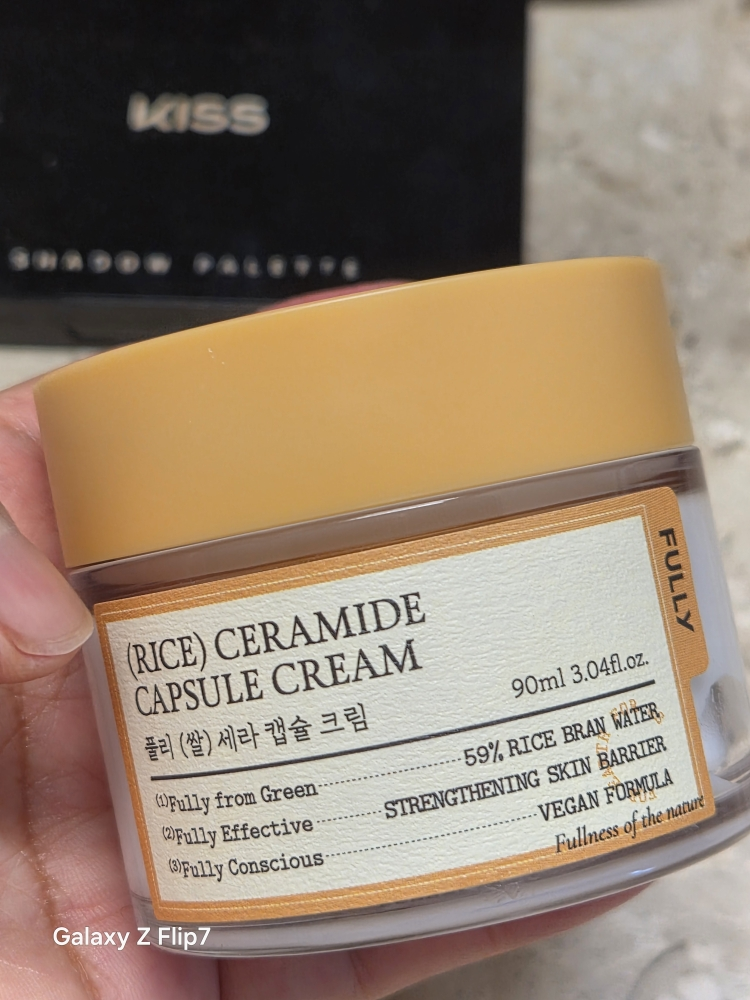 KISS
SHADOW PALETTE
FULLY
(RICE) CERAMIDE
CAPSULE CREAM
90ml 3.04fl.oz.
풀리 (쌀) 세라 캡슐 크림
(1)Fully from Green 59% RICE BRAN WATER
(2)Fully Effective STRENGTHENING SKIN BARRIER
(3)Fully Conscious VEGAN FORMULA
Fullness of the nature
Galaxy Z Flip7